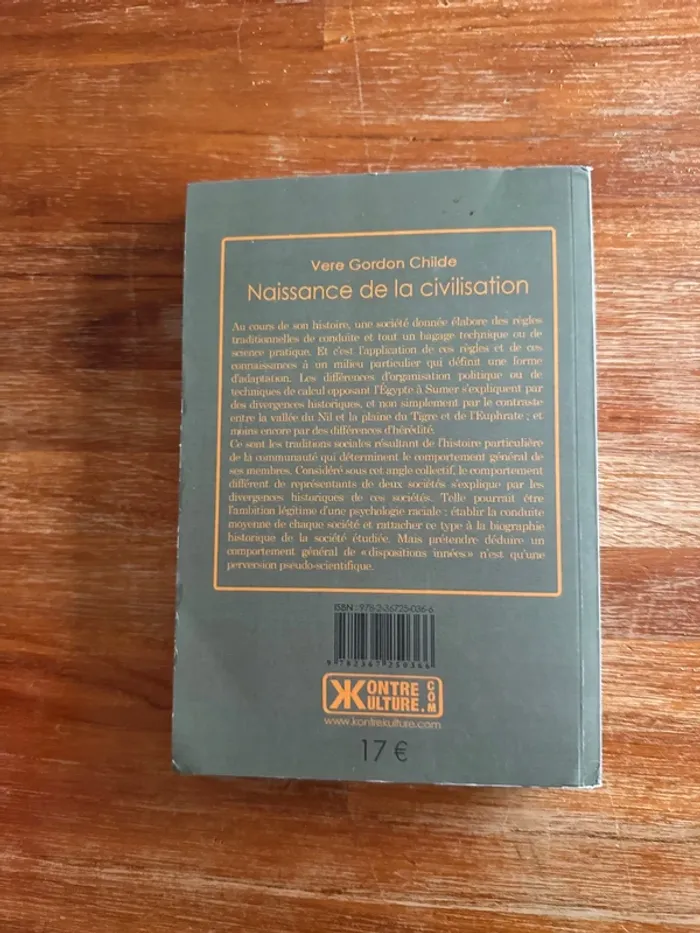 Vere Gordon Childe
Naissance de la civilisation
Au cours de son histoire, une société donnée élabore des règles
traditionnelles de conduite et tout un bagage technique ou de
science pratique. Et c'est l'application de ces règles et de ces
connaissances à un milieu particulier qui définit une forme
d'adaptation. Les différences d'organisation politique ou de
techniques de calcul opposant l'Égypte à Sumer s'expliquent par
des divergences historiques, et non simplement par le contraste
entre la vallée du Nil et la plaine du Tigre et de l'Euphrate ; et
moins encore par des différences d'hérédité.
Ce sont les traditions sociales résultant de l'histoire particulière
de la communauté qui déterminent le comportement général de
ses membres. Considéré sous cet angle collectif, le comportement
différent de représentants de deux sociétés s'explique par les
divergences historiques de ces sociétés. Telle pourrait être
l'ambition légitime d'une psychologie raciale : établir la conduite
moyenne de chaque société et rattacher ce type à la biographie
historique de la société étudiée. Mais prétendre déduire un
comportement général de « dispositions innées » n'est qu'une
perversion pseudo-scientifique.
ISBN : 978-2-36725-036-6
9 782367 250366
KONTRE
KULTURE.COM
www.kontrekulture.com
17 €